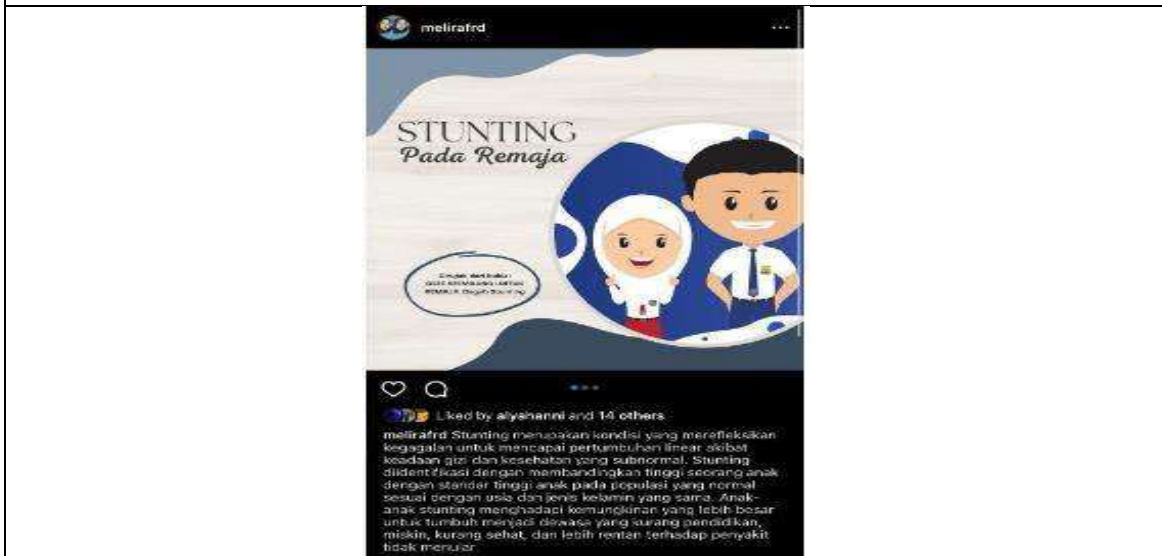 melirafrd
STUNTING
Pada Remaja
REMAJA Cegah Stunting
Liked by alyahanni and 14 others
melirafrd Stunting merupakan kondisi yang merefleksikan
kegagalan untuk mencapai pertumbuhan linear akibat
keadaan gizi dan kesehatan yang subnormal. Stunting
diidentifikasi dengan membandingkan tinggi seorang anak
dengan standar tinggi anak pada populasi yang normal
sesuai dengan usia dan jenis kelamin yang sama. Anak-
anak stunting menghadapi kemungkinan yang lebih besar
untuk tumbuh menjadi dewasa yang kurang pendidikan,
miskin, kurang sehat, dan lebih rentan terhadap penyakit
tidak menular